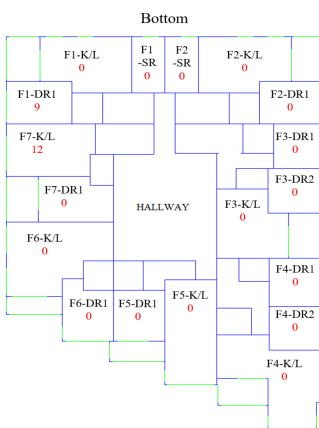 Bottom
F1-K/L
0
F1
-SR
0
F2
-SR
0
F2-K/L
0
F1-DR1
9
F2-DR1
0
F7-K/L
12
F3-DR1
0
F7-DR1
0
F3-DR2
0
HALLWAY
F3-K/L
0
F6-K/L
0
F4-DR1
0
F6-DR1
0
F5-DR1
0
F5-K/L
0
F4-DR2
0
F4-K/L
0